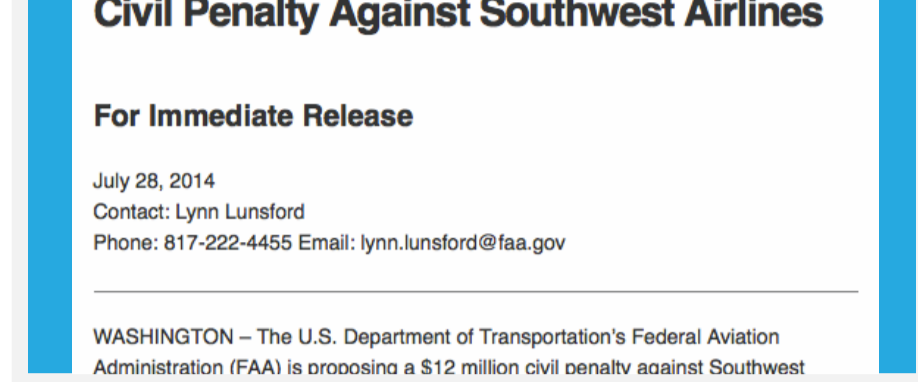 Civil Penalty Against Southwest Airlines
For Immediate Release
July 28, 2014
Contact: Lynn Lunsford
Phone: 817-222-4455 Email: lynn.lunsford@faa.gov
WASHINGTON – The U.S. Department of Transportation's Federal Aviation
Administration (FAA) is proposing a $12 million civil penalty against Southwest